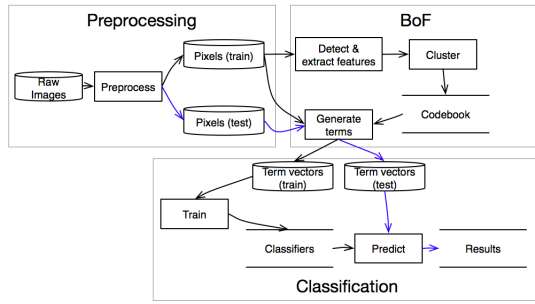 Preprocessing
BoF
Raw
Images
Preprocess
Pixels (train)
Pixels (test)
Detect &
extract features
Cluster
Codebook
Generate
terms
Term vectors
(train)
Term vectors
(test)
Train
Classifiers
Predict
Results
Classification